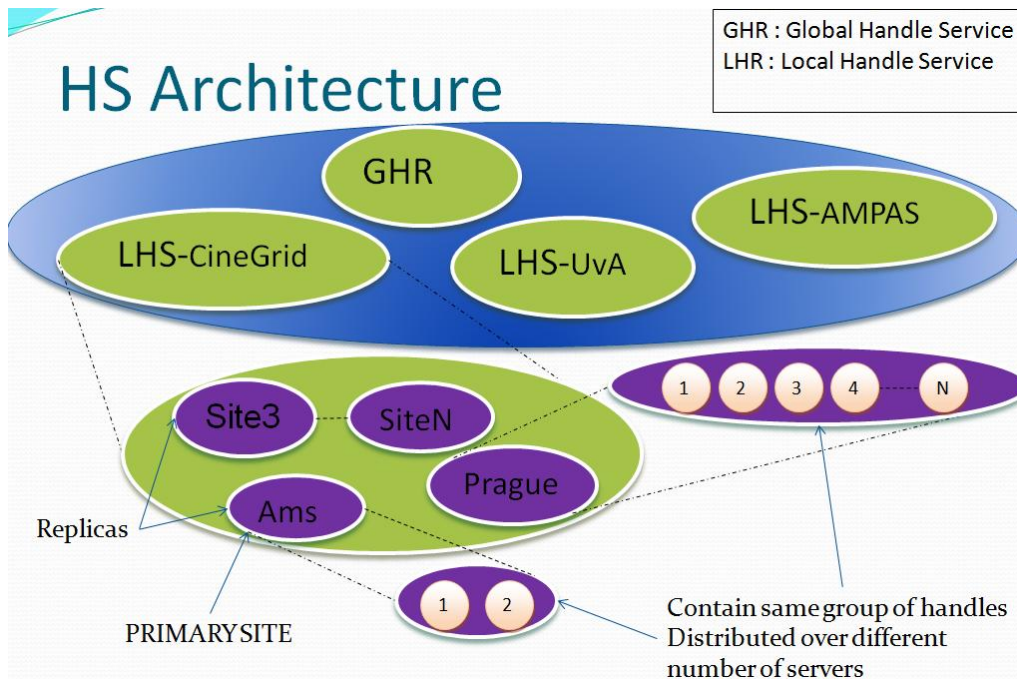 GHR : Global Handle Service
LHR : Local Handle Service
HS Architecture
GHR
LHS-AMPAS
LHS-CineGrid
LHS-UvA
1 2 3 4 N
Site3
SiteN
Prague
Ams
Replicas
1 2
PRIMARY SITE
Contain same group of handles
Distributed over different
number of servers